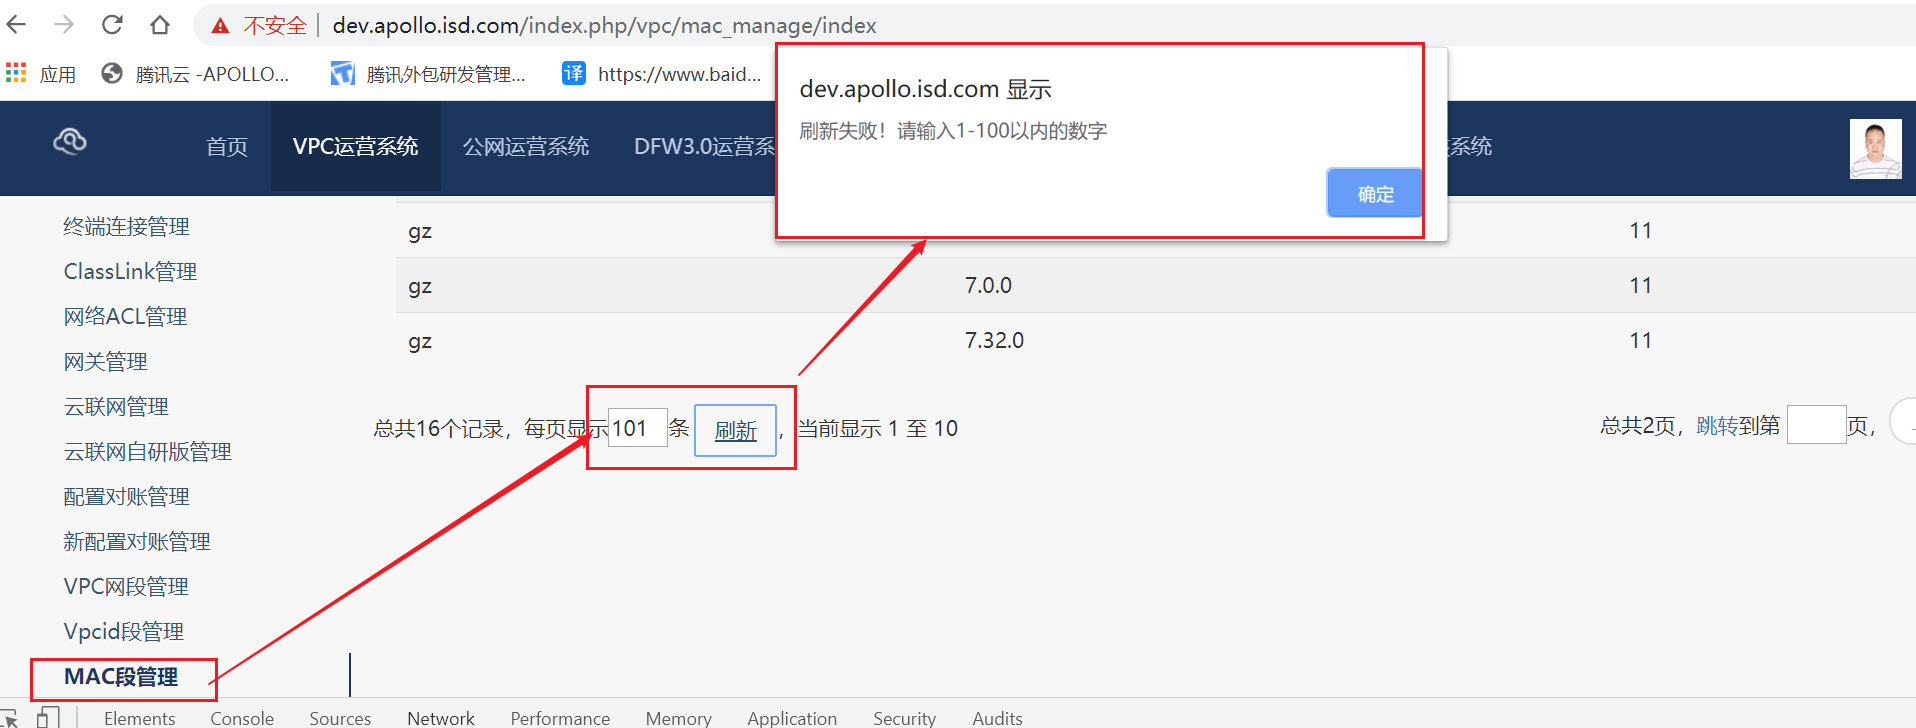 不安全 dev.apollo.isd.com/index.php/vpc/mac_manage/index
应用 腾讯云 -APOLLO... 腾讯外包研发管理... 译 https://www.baid...
dev.apollo.isd.com 显示
刷新失败！请输入1-100以内的数字
确定
首页 VPC运营系统 公网运营系统 DFW3.0运营系 系统
终端连接管理
ClassLink管理
网络ACL管理
网关管理
云联网管理
云联网自研版管理
配置对账管理
新配置对账管理
VPC网段管理
Vpcid段管理
MAC段管理
gz 11
gz 7.0.0 11
gz 7.32.0 11
总共16个记录，每页显示101条 刷新，当前显示 1 至 10
总共2页，跳转到第 页，
Elements Console Sources Network Performance Memory Application Security Audits